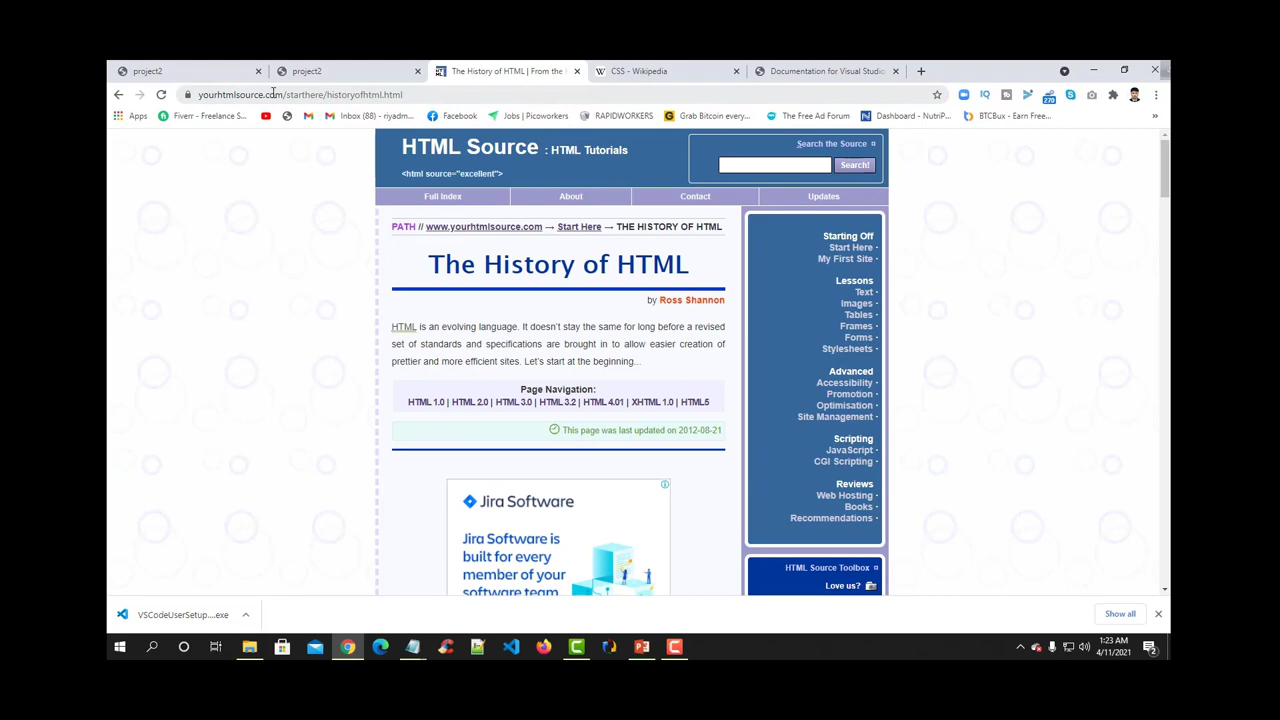 project2
project2
The History of HTML | From the
CSS - Wikipedia
Documentation for Visual Studio
yourhtmlsource.com/starthere/historyofhtml.html
Apps
Fiverr - Freelance S...
Inbox (88) - riyadm...
Facebook
Jobs | Picoworkers
RAPIDWORKERS
Grab Bitcoin every...
The Free Ad Forum
Dashboard - NutriP...
BTCBux - Earn Free...
270
HTML Source : HTML Tutorials
<html source="excellent">
Search the Source
Search!
Full Index
About
Contact
Updates
PATH // www.yourhtmlsource.com → Start Here → THE HISTORY OF HTML
The History of HTML
by Ross Shannon
HTML is an evolving language. It doesn't stay the same for long before a revised
set of standards and specifications are brought in to allow easier creation of
prettier and more efficient sites. Let's start at the beginning...
Page Navigation:
HTML 1.0 | HTML 2.0 | HTML 3.0 | HTML 3.2 | HTML 4.01 | XHTML 1.0 | HTML5
This page was last updated on 2012-08-21
Jira Software
Jira Software is
built for every
member of your
software team
Starting Off
Start Here ·
My First Site ·
Lessons
Text ·
Images ·
Tables ·
Frames ·
Forms ·
Stylesheets ·
Advanced
Accessibility ·
Promotion ·
Optimisation ·
Site Management ·
Scripting
JavaScript ·
CGI Scripting ·
Reviews
Web Hosting ·
Books ·
Recommendations ·
HTML Source Toolbox
Love us?
VSCodeUserSetup....exe
Show all
1:23 AM
4/11/2021
2